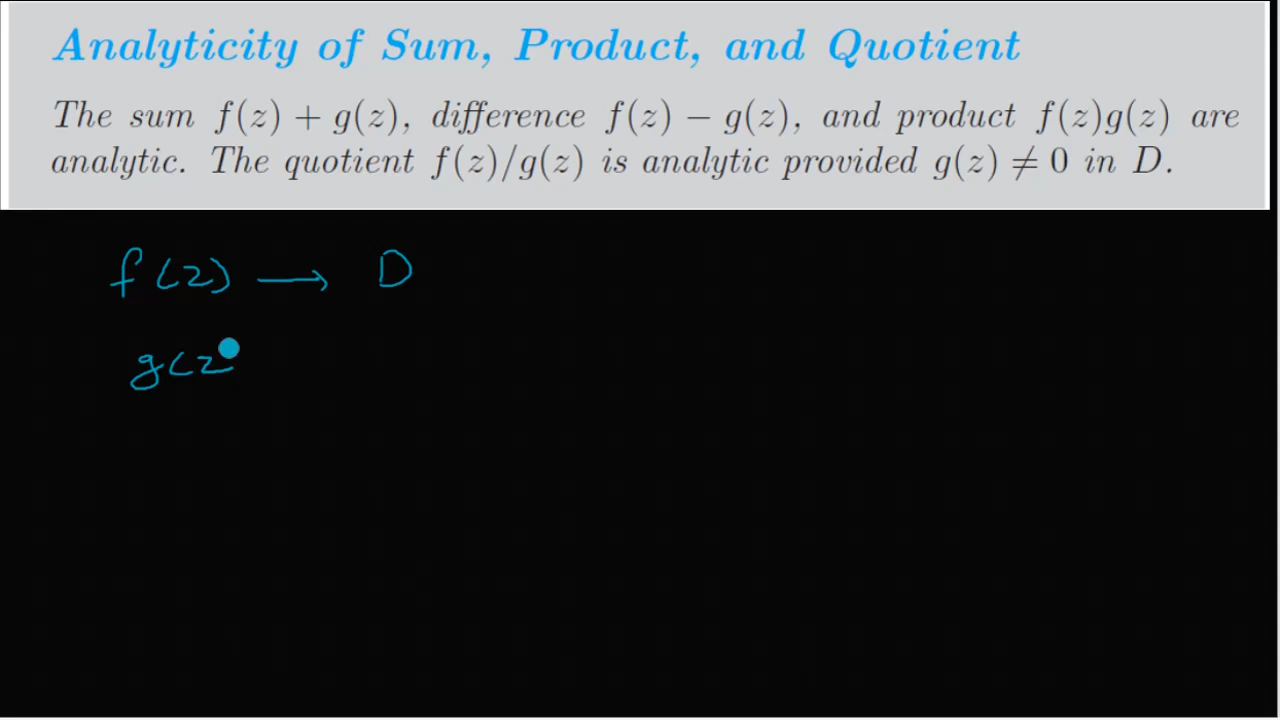 Analyticity of Sum, Product, and Quotient
The sum f(z) + g(z), difference f(z) − g(z), and product f(z)g(z) are
analytic. The quotient f(z)/g(z) is analytic provided g(z) ≠ 0 in D.
f(z) → D
g(z